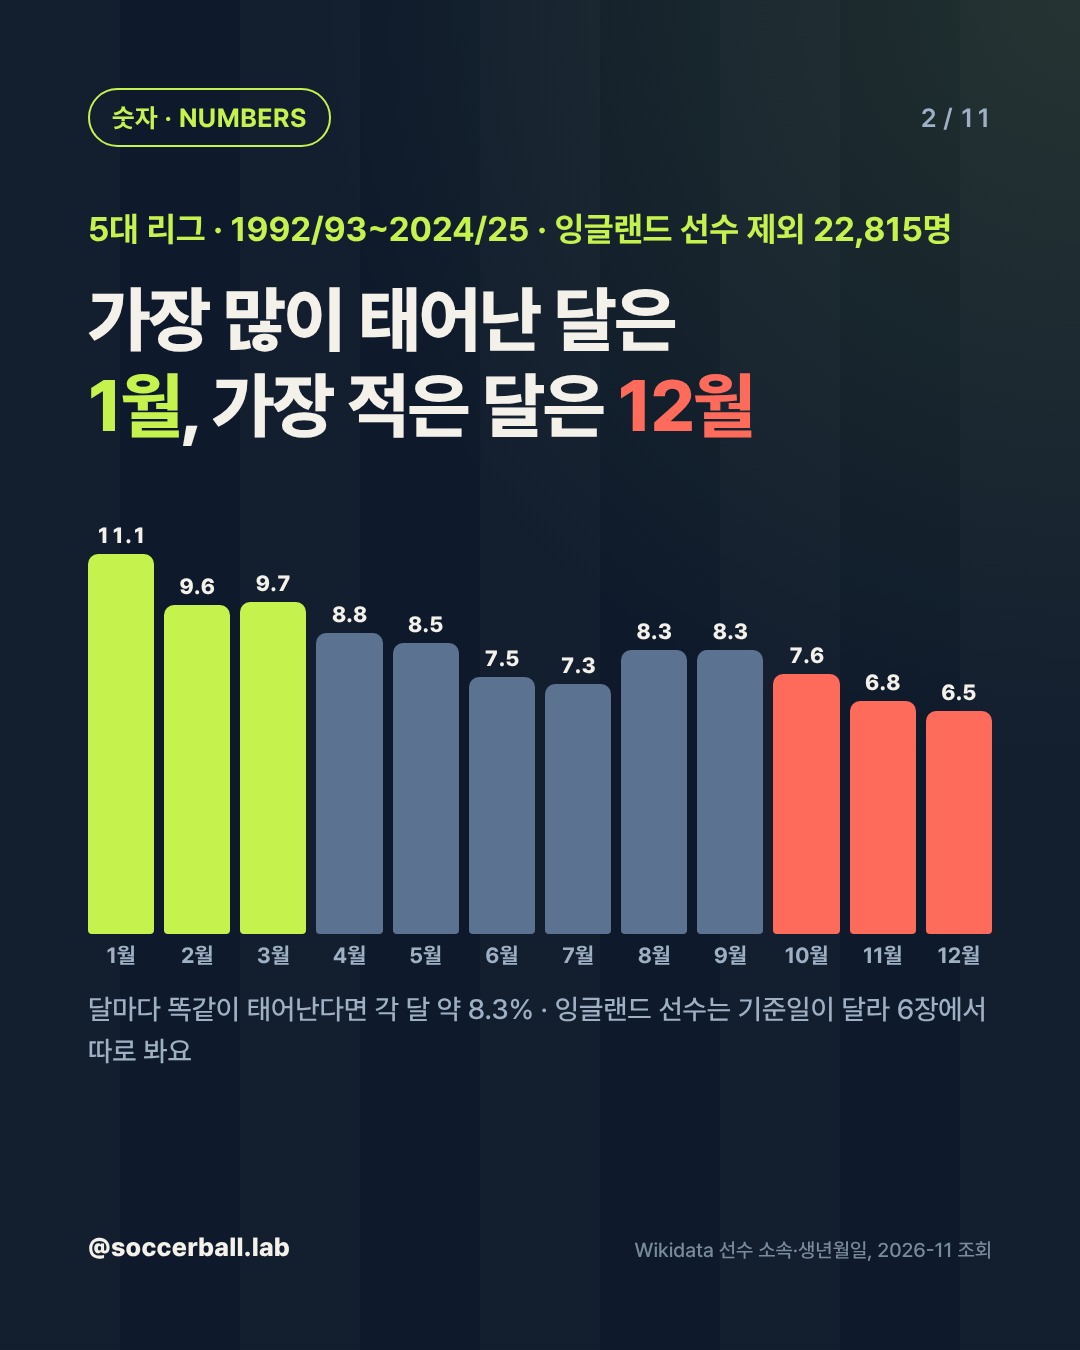 숫자 · NUMBERS
2 / 11
5대 리그 · 1992/93~2024/25 · 잉글랜드 선수 제외 22,815명
가장 많이 태어난 달은
1월, 가장 적은 달은 12월
11.1
9.6
9.7
8.8
8.5
7.5
7.3
8.3
8.3
7.6
6.8
6.5
1월
2월
3월
4월
5월
6월
7월
8월
9월
10월
11월
12월
달마다 똑같이 태어난다면 각 달 약 8.3% · 잉글랜드 선수는 기준일이 달라 6장에서
따로 봐요
@soccerball.lab
Wikidata 선수 소속·생년월일, 2026-11 조회